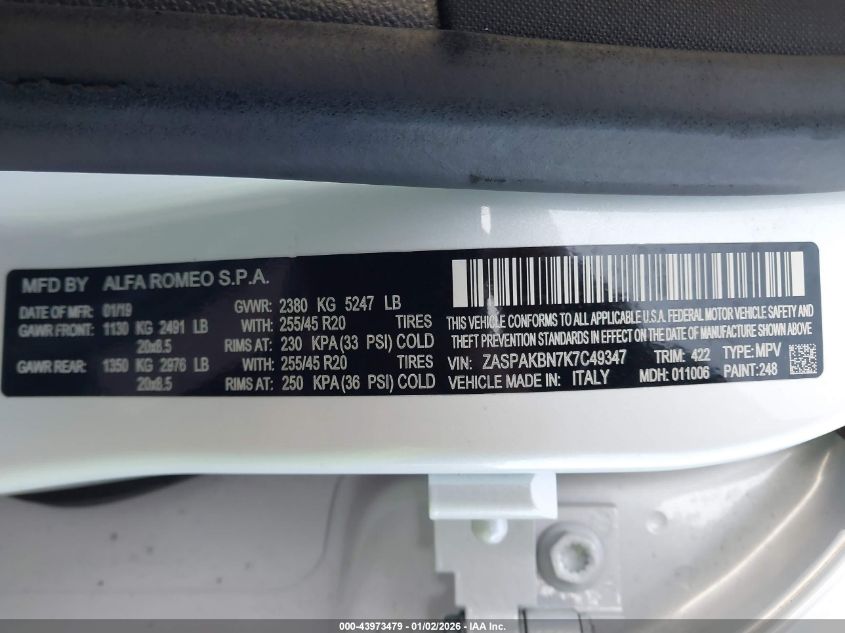 MFD BY ALFA ROMEO S.P.A.
DATE OF MFR: 01/19 GVWR: 2380 KG 5247 LB
GAWR FRONT: 1130 KG 2491 LB WITH: 255/45 R20 TIRES
20x8.5 RIMS AT: 230 KPA(33 PSI) COLD
GAWR REAR: 1350 KG 2976 LB WITH: 255/45 R20 TIRES
20x8.5 RIMS AT: 250 KPA(36 PSI) COLD
THIS VEHICLE CONFORMS TO ALL APPLICABLE U.S.A. FEDERAL MOTOR VEHICLE SAFETY AND
THEFT PREVENTION STANDARDS IN EFFECT ON THE DATE OF MANUFACTURE SHOWN ABOVE.
VIN: ZASPAKBN7K7C49347 TRIM: 422 TYPE: MPV
VEHICLE MADE IN: ITALY MDH: 011006 PAINT: 248
000-43973479 - 01/02/2026 - IAA Inc.